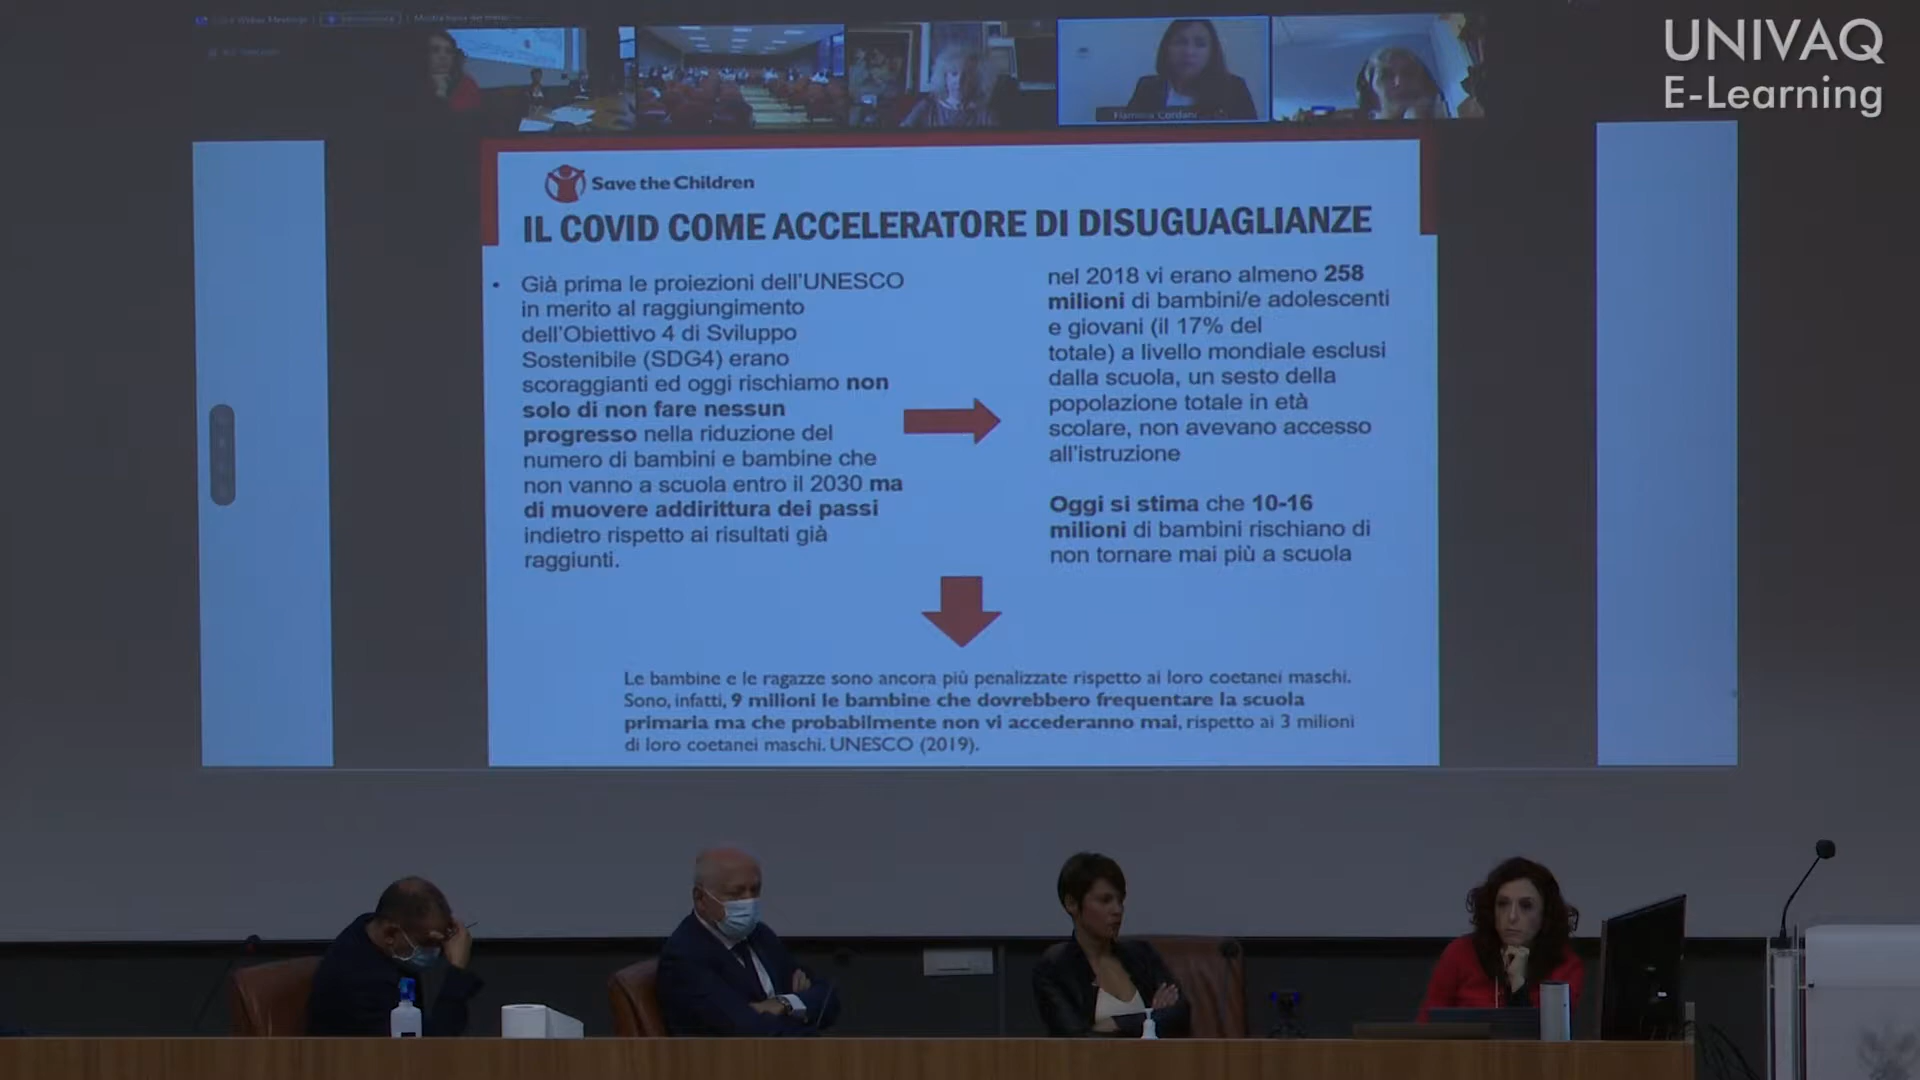 UNIVAQ
E-Learning
Save the Children
IL COVID COME ACCELERATORE DI DISUGUAGLIANZE
• Già prima le proiezioni dell'UNESCO
in merito al raggiungimento
dell'Obiettivo 4 di Sviluppo
Sostenibile (SDG4) erano
scoraggianti ed oggi rischiamo non
solo di non fare nessun
progresso nella riduzione del
numero di bambini e bambine che
non vanno a scuola entro il 2030 ma
di muovere addirittura dei passi
indietro rispetto ai risultati già
raggiunti.
nel 2018 vi erano almeno 258
milioni di bambini/e adolescenti
e giovani (il 17% del
totale) a livello mondiale esclusi
dalla scuola, un sesto della
popolazione totale in età
scolare, non avevano accesso
all'istruzione
Oggi si stima che 10-16
milioni di bambini rischiano di
non tornare mai più a scuola
Le bambine e le ragazze sono ancora più penalizzate rispetto ai loro coetanei maschi.
Sono, infatti, 9 milioni le bambine che dovrebbero frequentare la scuola
primaria ma che probabilmente non vi accederanno mai, rispetto ai 3 milioni
di loro coetanei maschi. UNESCO (2019).